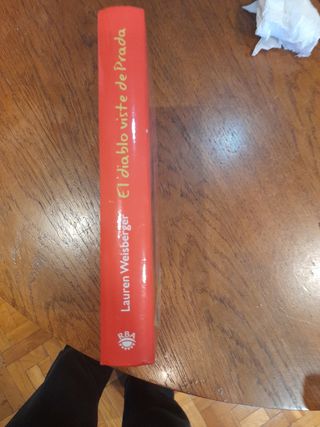 Lauren Weisberger
El diablo viste de Prada